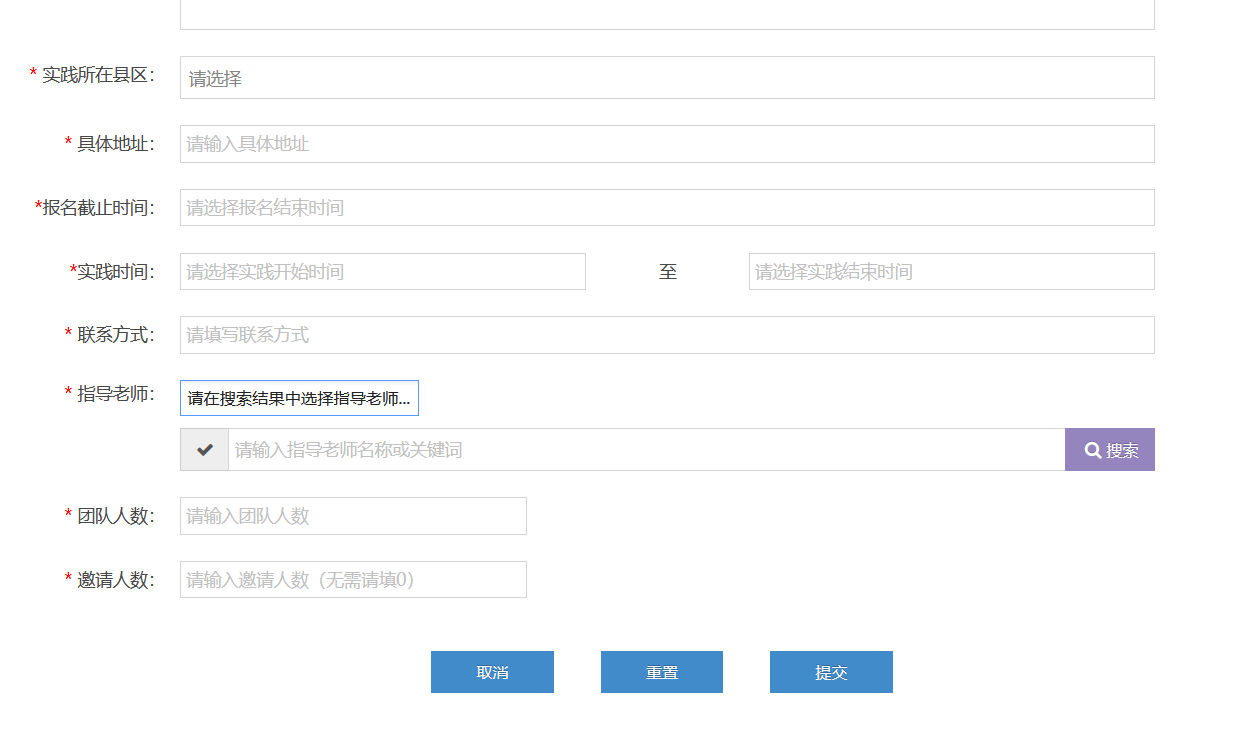 * 实践所在县区： 请选择
* 具体地址： 请输入具体地址
*报名截止时间： 请选择报名结束时间
*实践时间： 请选择实践开始时间 至 请选择实践结束时间
* 联系方式： 请填写联系方式
* 指导老师： 请在搜索结果中选择指导老师...
请输入指导老师名称或关键词 搜索
* 团队人数： 请输入团队人数
* 邀请人数： 请输入邀请人数（无需请填0）
取消 重置 提交